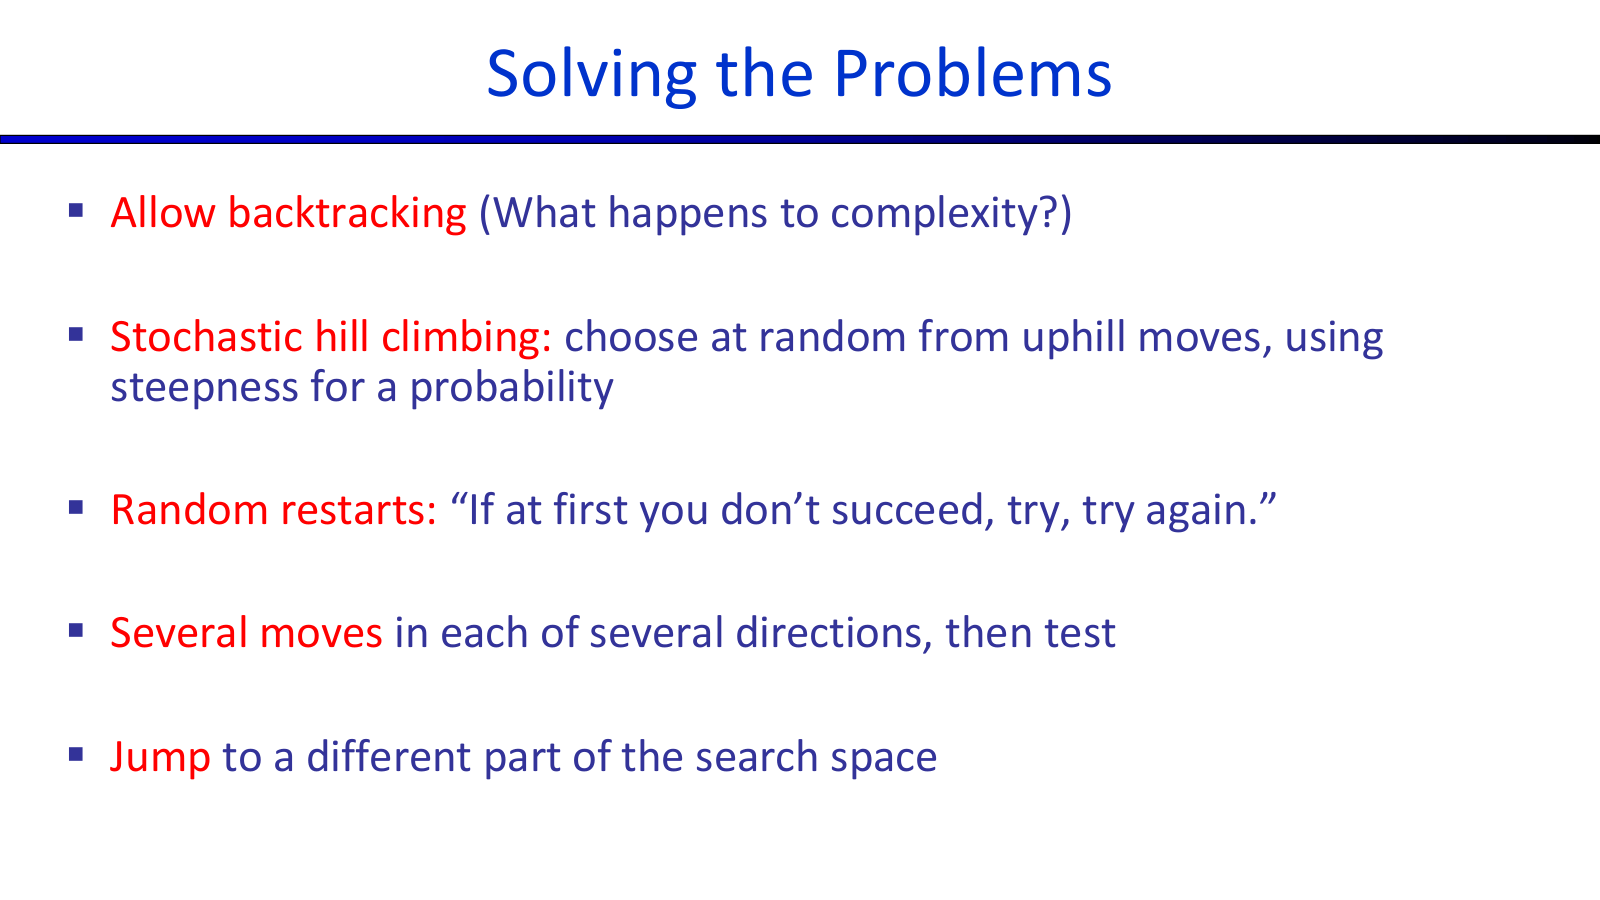 Solving the Problems
▪ Allow backtracking (What happens to complexity?)
▪ Stochastic hill climbing: choose at random from uphill moves, using
steepness for a probability
▪ Random restarts: “If at first you don’t succeed, try, try again.”
▪ Several moves in each of several directions, then test
▪ Jump to a different part of the search space